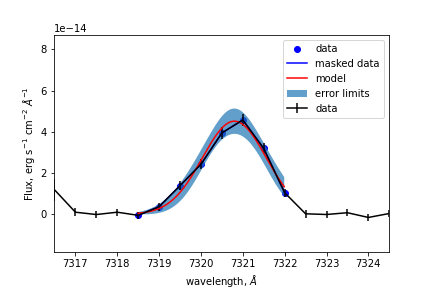 1e−14
8
6
4
2
0
Flux, erg s⁻¹ cm⁻² Å⁻¹
data
masked data
model
error limits
data
7317 7318 7319 7320 7321 7322 7323 7324
wavelength, Å